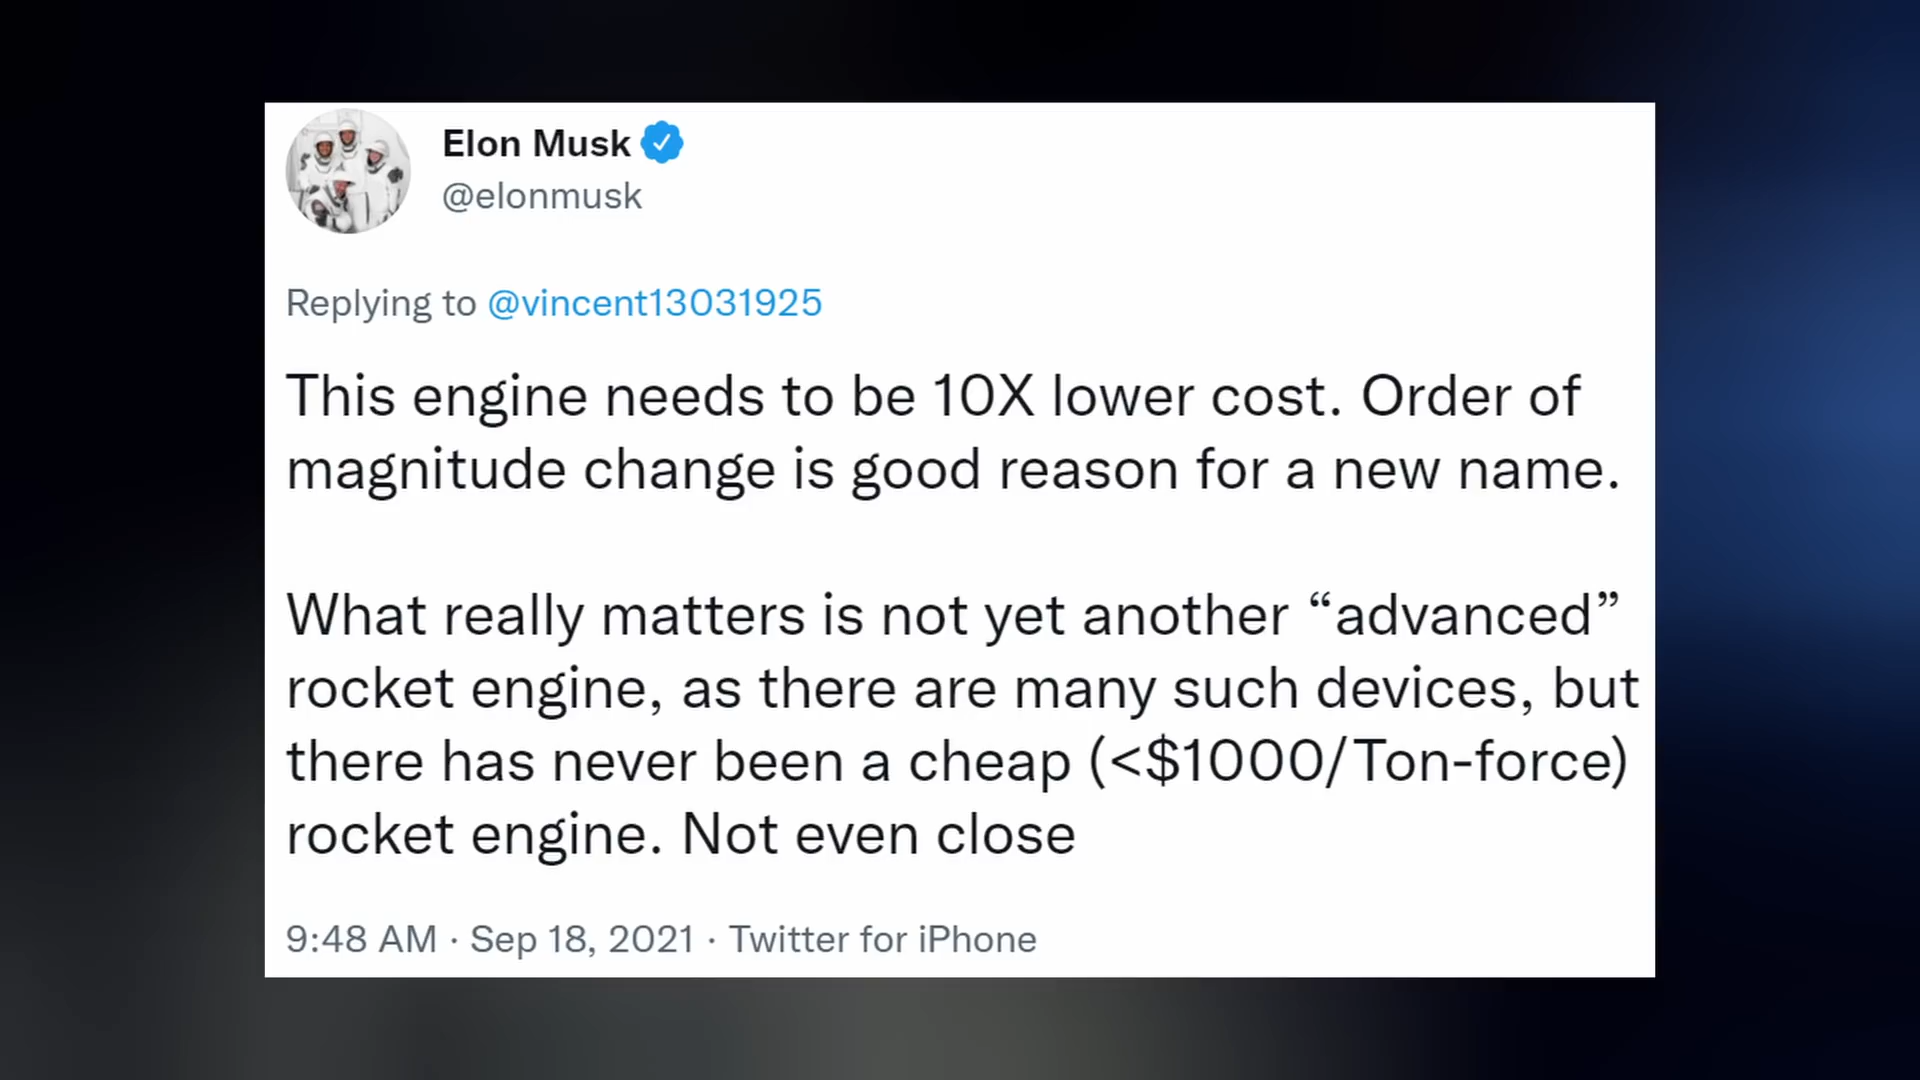 Elon Musk
@elonmusk
Replying to @vincent13031925
This engine needs to be 10X lower cost. Order of
magnitude change is good reason for a new name.
What really matters is not yet another “advanced”
rocket engine, as there are many such devices, but
there has never been a cheap (<$1000/Ton-force)
rocket engine. Not even close
9:48 AM · Sep 18, 2021 · Twitter for iPhone